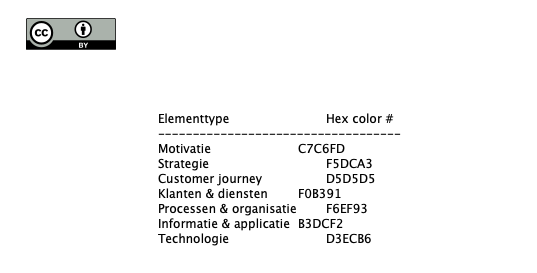 cc
BY
Elementtype Hex color #
-----------------------------------
Motivatie C7C6FD
Strategie F5DCA3
Customer journey D5D5D5
Klanten & diensten F0B391
Processen & organisatie F6EF93
Informatie & applicatie B3DCF2
Technologie D3ECB6